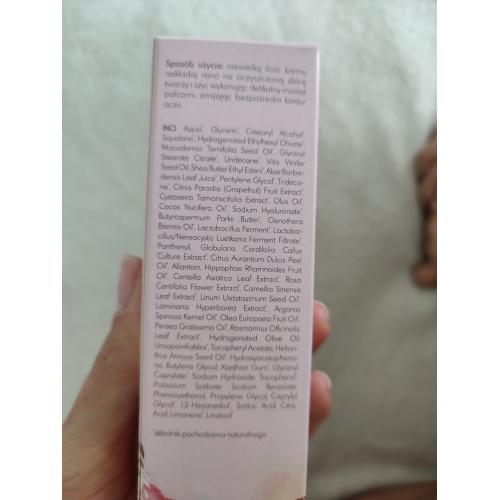 Sposób użycia: niewielką ilość kremu
nakładaj rano na oczyszczoną skórę
twarzy i szyi, wykonując delikatny masaż
palcami, omijając bezpośredni kontur
oczu.
INCI Aqua*, Glycerin*, Cetearyl Alcohol*,
Squalane*, Hydrogenated Ethylhexyl Olivate*,
Macadamia Ternifolia Seed Oil*, Glyceryl
Stearate Citrate*, Undecane*, Vitis Vinifer
Seed Oil, Shea Butter Ethyl Esters*, Aloe Barba-
densis Leaf Juice*, Pentylene Glycol*, Trideca-
ne*, Citrus Paradisi (Grapefruit) Fruit Extract*,
Cystoseira Tamariscifolia Extract*, Olus Oil*,
Cocos Nucifera Oil*, Sodium Hyaluronate*,
Butyrospermum Parkii Butter*, Oenothera
Biennis Oil*, Lactobacillus Ferment*, Lactoba-
cillus/Nereocystis Luetkana Ferment Filtrate*,
Panthenol, Globularia Cordifolia Callus
Culture Extract*, Citrus Aurantium Dulcis Peel
Oil*, Allantoin, Hippophae Rhamnoides Fruit
Oil*, Centella Asiatica Leaf Extract*, Rosa
Centifolia Flower Extract*, Camellia Sinensis
Leaf Extract*, Linum Usitatissimum Seed Oil*,
Laminaria Hyperborea Extract*, Argania
Spinosa Kernel Oil*, Olea Europaea Fruit Oil*,
Persea Gratissima Oil*, Rosmarinus Officinalis
Leaf Extract*, Hydrogenated Olive Oil
Unsaponifiables*, Tocopheryl Acetate, Helian-
thus Annuus Seed Oil*, Hydroxyacetopheno-
ne, Butylene Glycol, Xanthan Gum*, Glyceryl
Caprylate*, Sodium Hydroxide, Tocopherol*,
Potassium Sorbate, Sodium Benzoate,
Phenoxyethanol, Propylene Glycol, Caprylyl
Glycol*, 1,2-Hexanediol*, Sorbic Acid, Citric
Acid, Limonene*, Linalool*
*składniki pochodzenia naturalnego